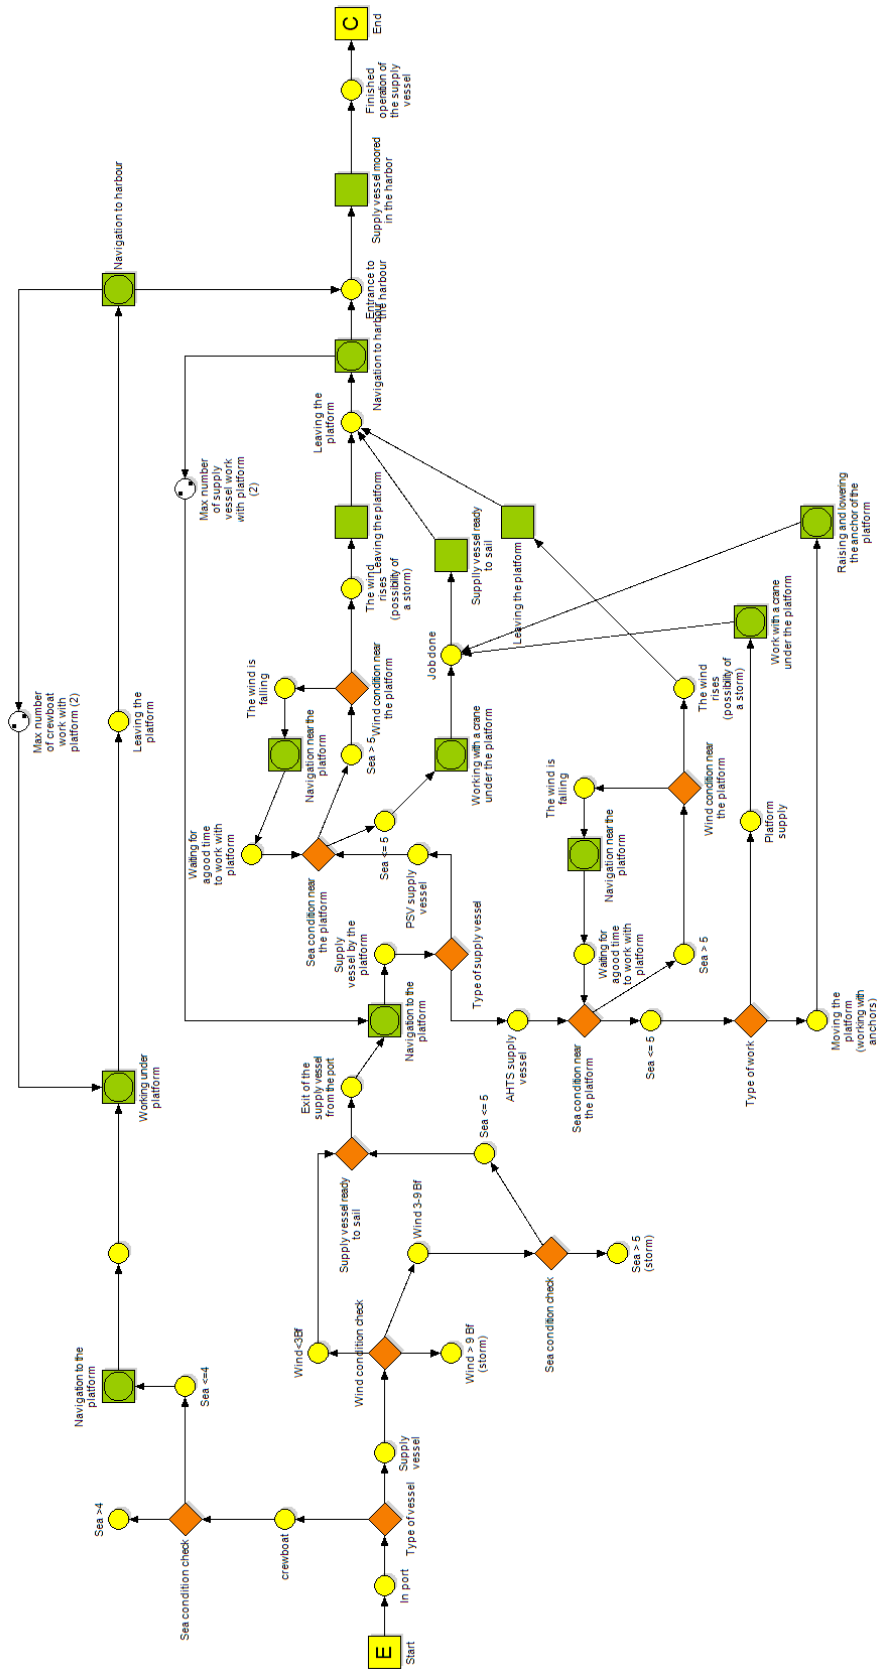 Max number
of crewboat
work with
platform (2)
Sea >4
Navigation to the
platform
Working under
platform
Leaving the
platform
Navigation to harbour
Sea condition check
Sea <=4
Max number
of supply
vessel work
with platform
(2)
crewboat
Waiting for
agood time
to work with
platform
The wind is
falling
Navigation near the
platform
Wind<3Bf
Exit of the
supply vessel
from the port
Supply
vessel by the
platform
Sea condition near
the platform
Sea > 5
Wind condition near
the platform
The wind
rises
(possibility of
a storm)
Leaving the platform
Leaving the
platform
Navigation to harbour
Entrance to
the harbour
Supply vessel moored
in the harbor
Finished
operation of
the supply
vessel
C
End
E
Start
In port
Type of vessel
Supply
vessel
Wind condition check
Supply vessel ready
to sail
Navigation to the
platform
Sea <= 5
PSV supply
vessel
Wind 3-9 Bf
Wind > 9 Bf
(storm)
Type of supply vessel
Working with a crane
under the platform
Job done
Supplly vessel ready
to sail
Sea <= 5
AHTS supply
vessel
Leaving the platform
Sea condition check
Sea condition near
the platform
Waiting for
agood time
to work with
platform
Navigation near the
platform
The wind is
falling
Sea > 5
(storm)
Sea <= 5
Sea > 5
Wind condition near
the platform
The wind
rises
(possibility of
a storm)
Type of work
Platform
supply
Work with a crane
under the platform
Moving the
platform
(working with
anchors)
Raising and lowering
the anchor of the
platform